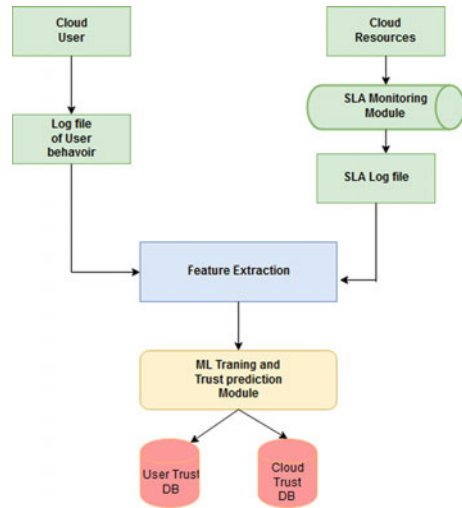 Cloud
User
Cloud
Resources
SLA Monitoring
Module
Log file
of User
behavoir
SLA Log file
Feature Extraction
ML Traning and
Trust prediction
Module
User Trust
DB
Cloud
Trust
DB